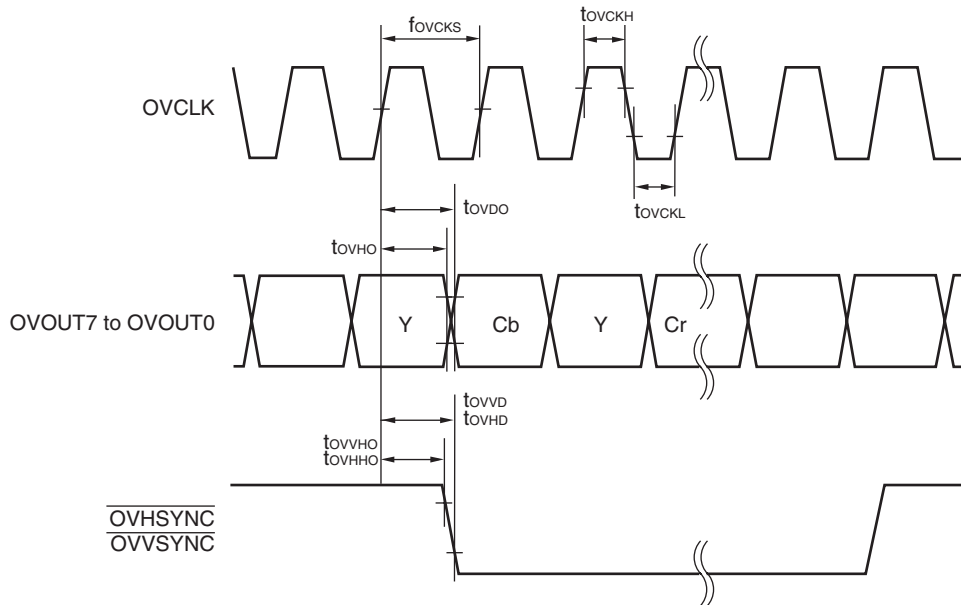 fOVCKS
tOVCKH
OVCLK
tOVDO
tOVCKL
tOVHO
OVOUT7 to OVOUT0
Y
Cb
Y
Cr
tOVVD
tOVHD
tOVVHO
tOVHHO
OVHSYNC
OVVSYNC